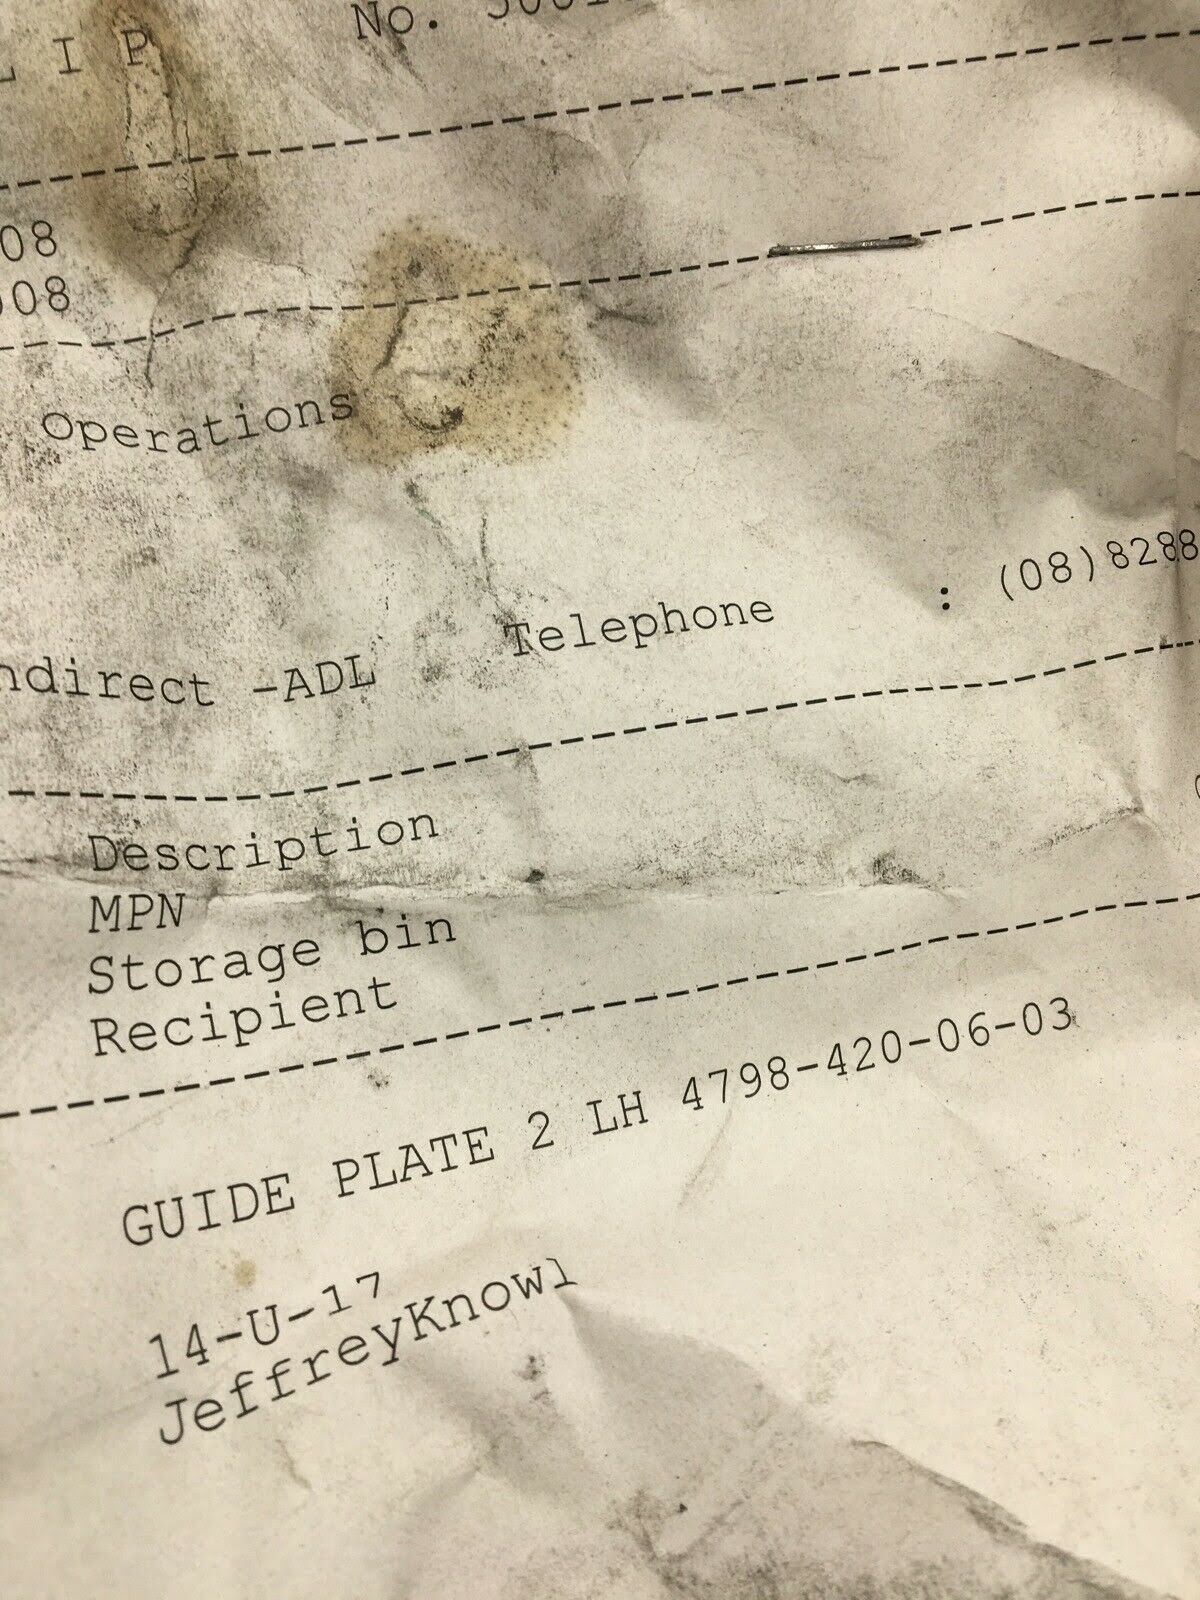 L I P No.
08
008
Operations
ndirect -ADL Telephone : (08)8288
Description
MPN
Storage bin
Recipient
GUIDE PLATE 2 LH 4798-420-06-03
14-U-17
JeffreyKnowl